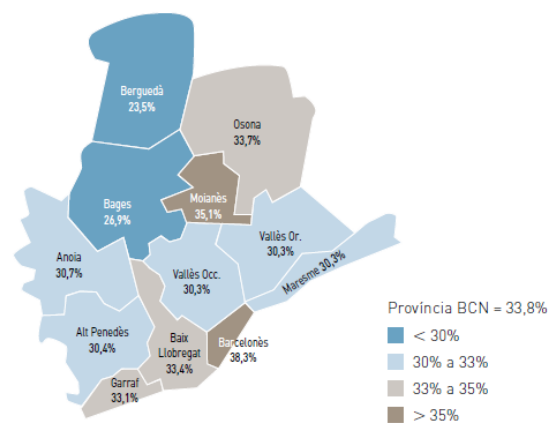 Berguedà
23,5%
Osona
33,7%
Moianès
35,1%
Bages
26,9%
Anoia
30,7%
Vallès Or.
30,3%
Vallès Occ.
30,3%
Maresme 30,3%
Alt Penedès
30,4%
Baix
Llobregat
33,4%
Barcelonès
38,3%
Garraf
33,1%
Província BCN = 33,8%
< 30%
30% a 33%
33% a 35%
> 35%